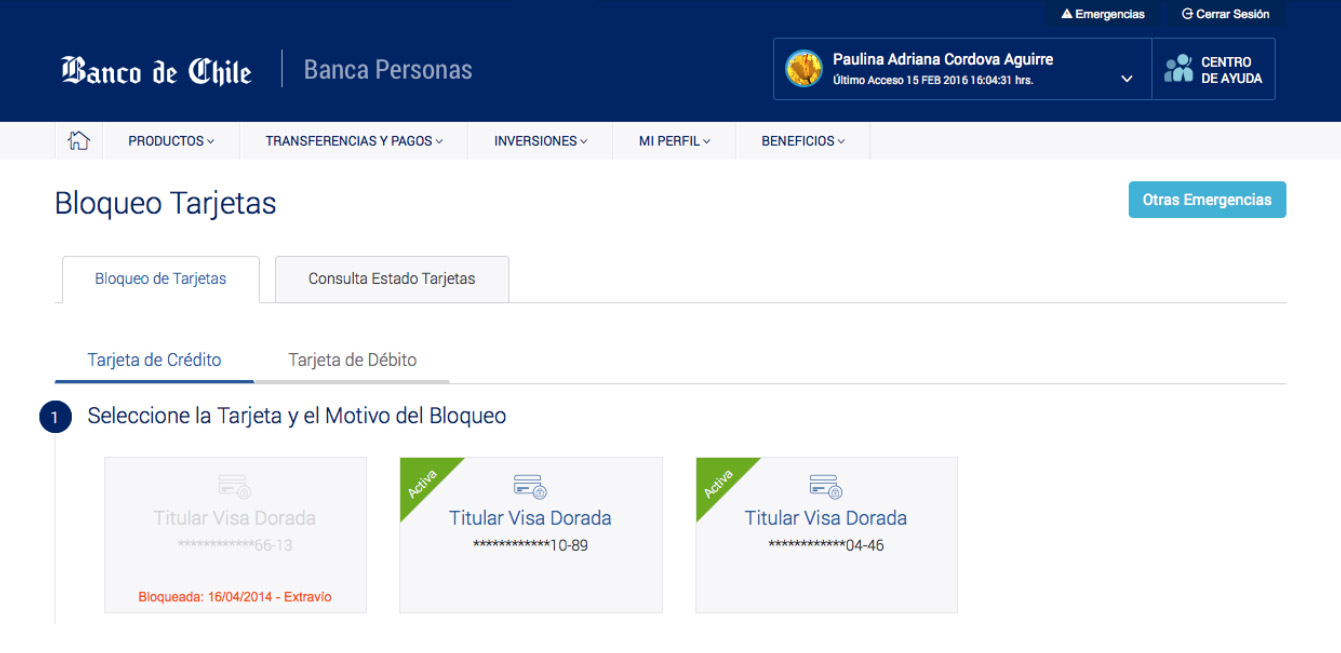 Emergencias
Cerrar Sesión
Banco de Chile
Banca Personas
Paulina Adriana Cordova Aguirre
Último Acceso 15 FEB 2016 16:04:31 hrs.
CENTRO
DE AYUDA
PRODUCTOS
TRANSFERENCIAS Y PAGOS
INVERSIONES
MI PERFIL
BENEFICIOS
Bloqueo Tarjetas
Otras Emergencias
Bloqueo de Tarjetas
Consulta Estado Tarjetas
Tarjeta de Crédito
Tarjeta de Débito
1 Seleccione la Tarjeta y el Motivo del Bloqueo
Titular Visa Dorada
************66-13
Bloqueada: 16/04/2014 - Extravío
Activa
Titular Visa Dorada
************10-89
Activa
Titular Visa Dorada
************04-46